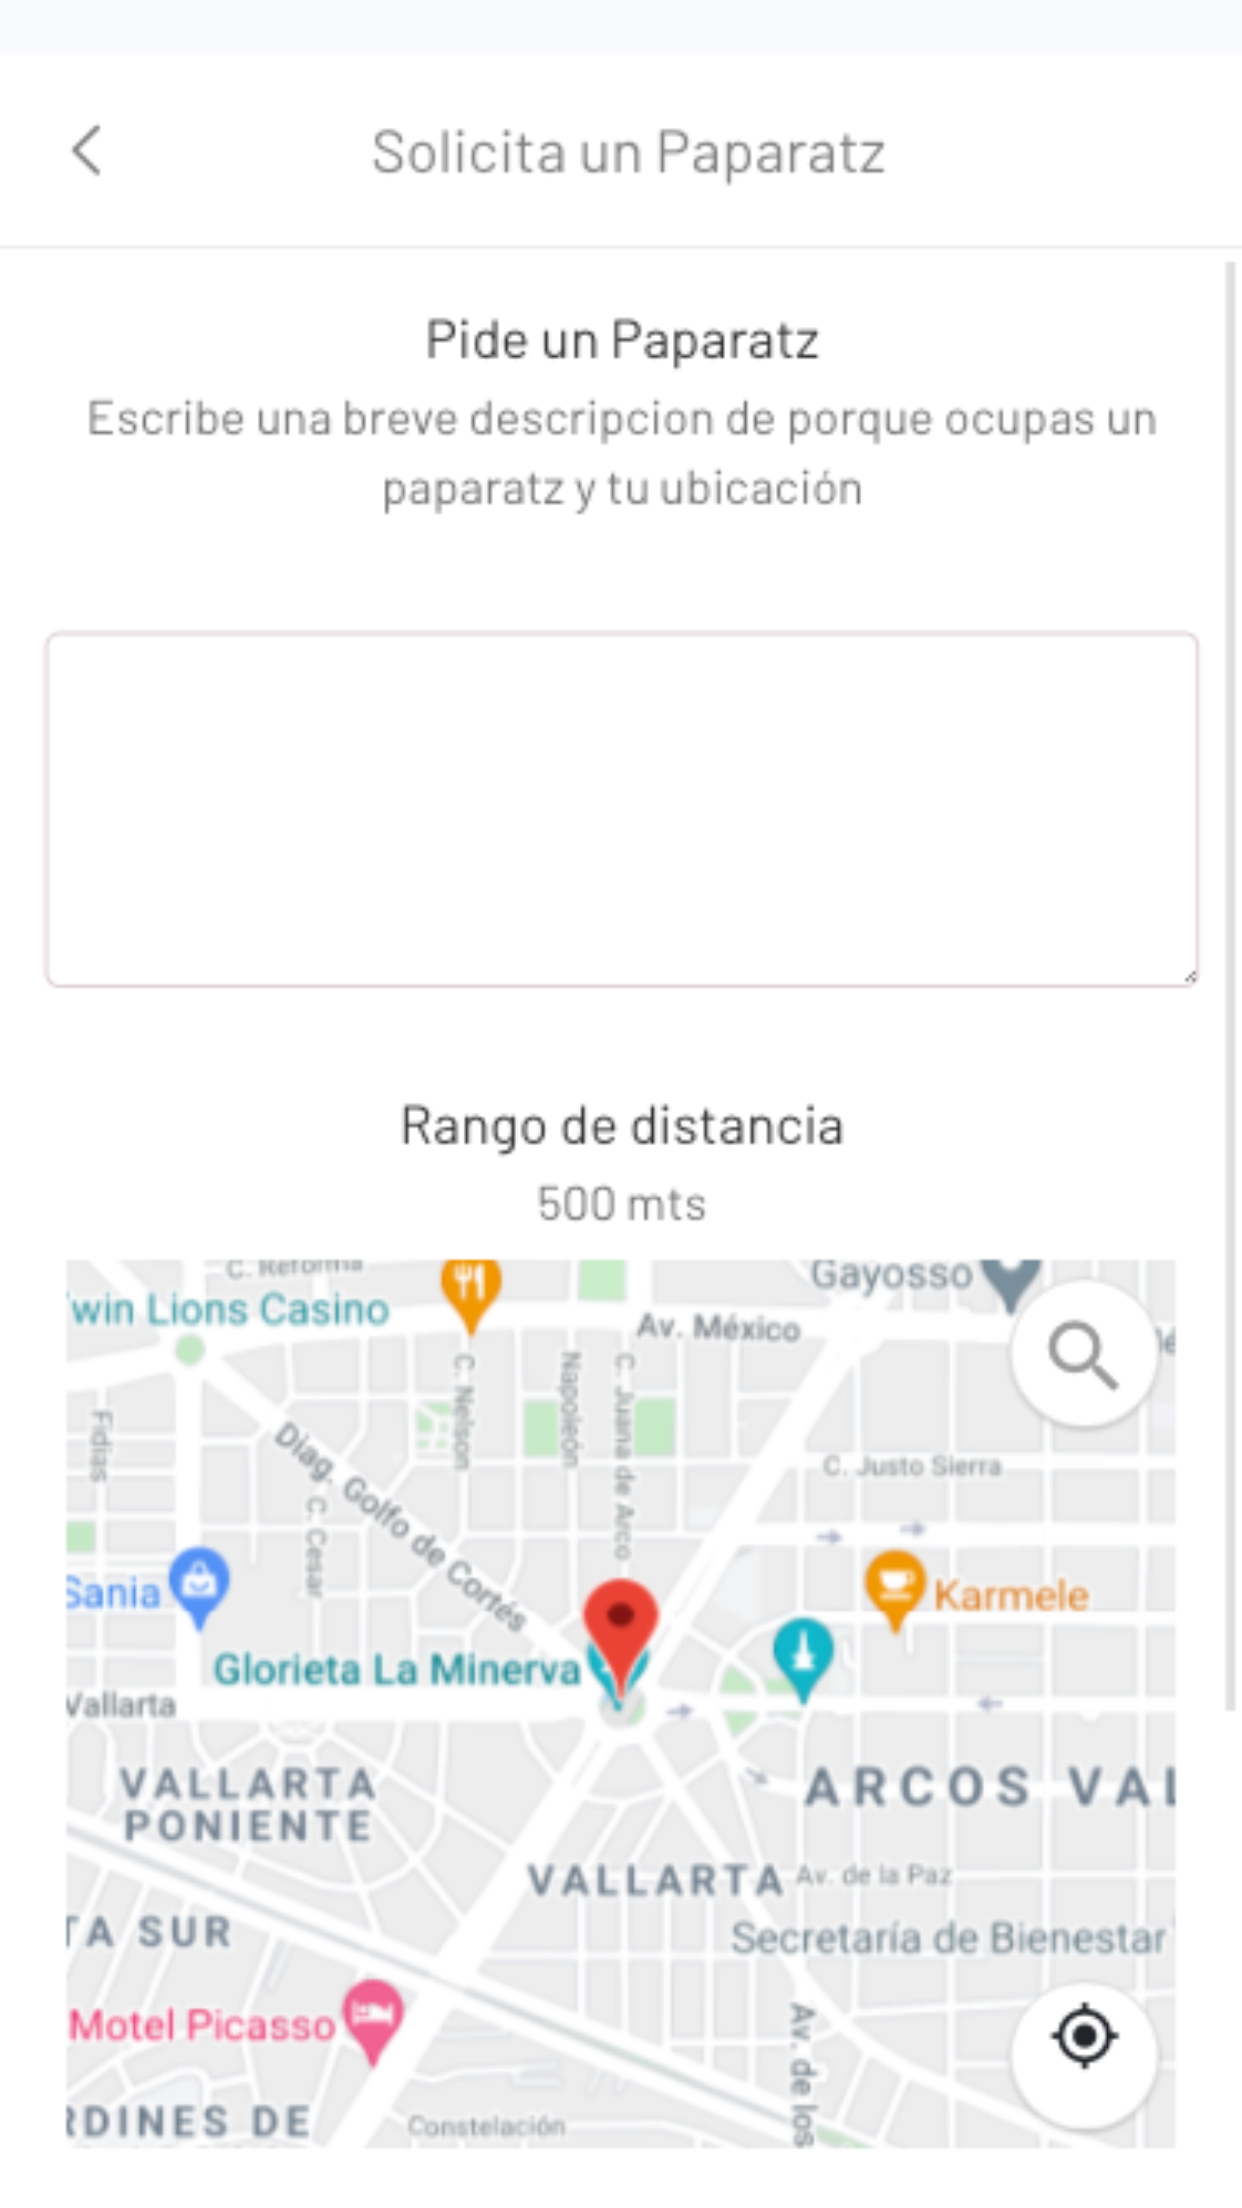 Solicita un Paparatz
Pide un Paparatz
Escribe una breve descripcion de porque ocupas un
paparatz y tu ubicación
Rango de distancia
500 mts
C. Reforma
Gayosso
win Lions Casino
Av. México
C. Nelson
Napoleón
C. Juana de Arco
Fidias
Diag. Golfo de Cortés
C. Cesar
C. Justo Sierra
Sania
Karmele
Glorieta La Minerva
Vallarta
VALLARTA
PONIENTE
ARCOS VAL
VALLARTA
Av. de la Paz
TA SUR
Secretaría de Bienestar
Motel Picasso
Av. de los
RDINES DE
Constelación